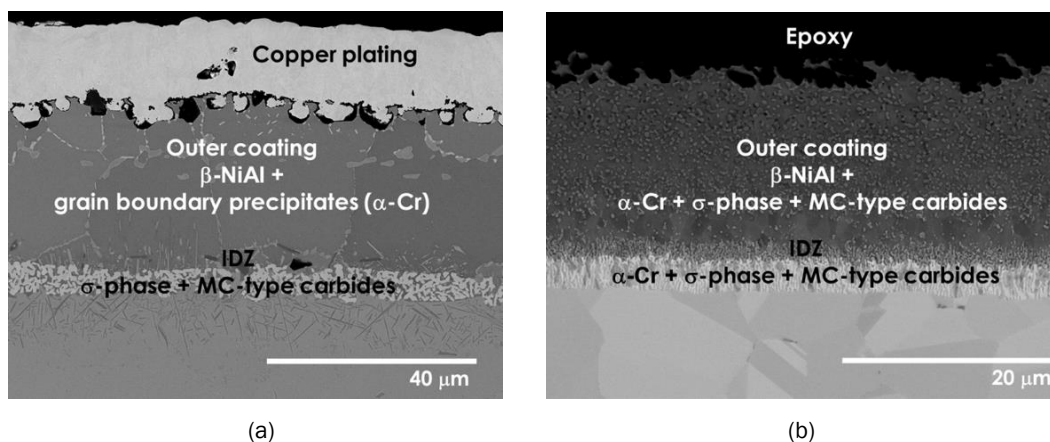 Copper plating
Outer coating
β-NiAl +
grain boundary precipitates (α-Cr)
IDZ
σ-phase + MC-type carbides
40 μm
(a)
Epoxy
Outer coating
β-NiAl +
α-Cr + σ-phase + MC-type carbides
IDZ
α-Cr + σ-phase + MC-type carbides
20 μm
(b)